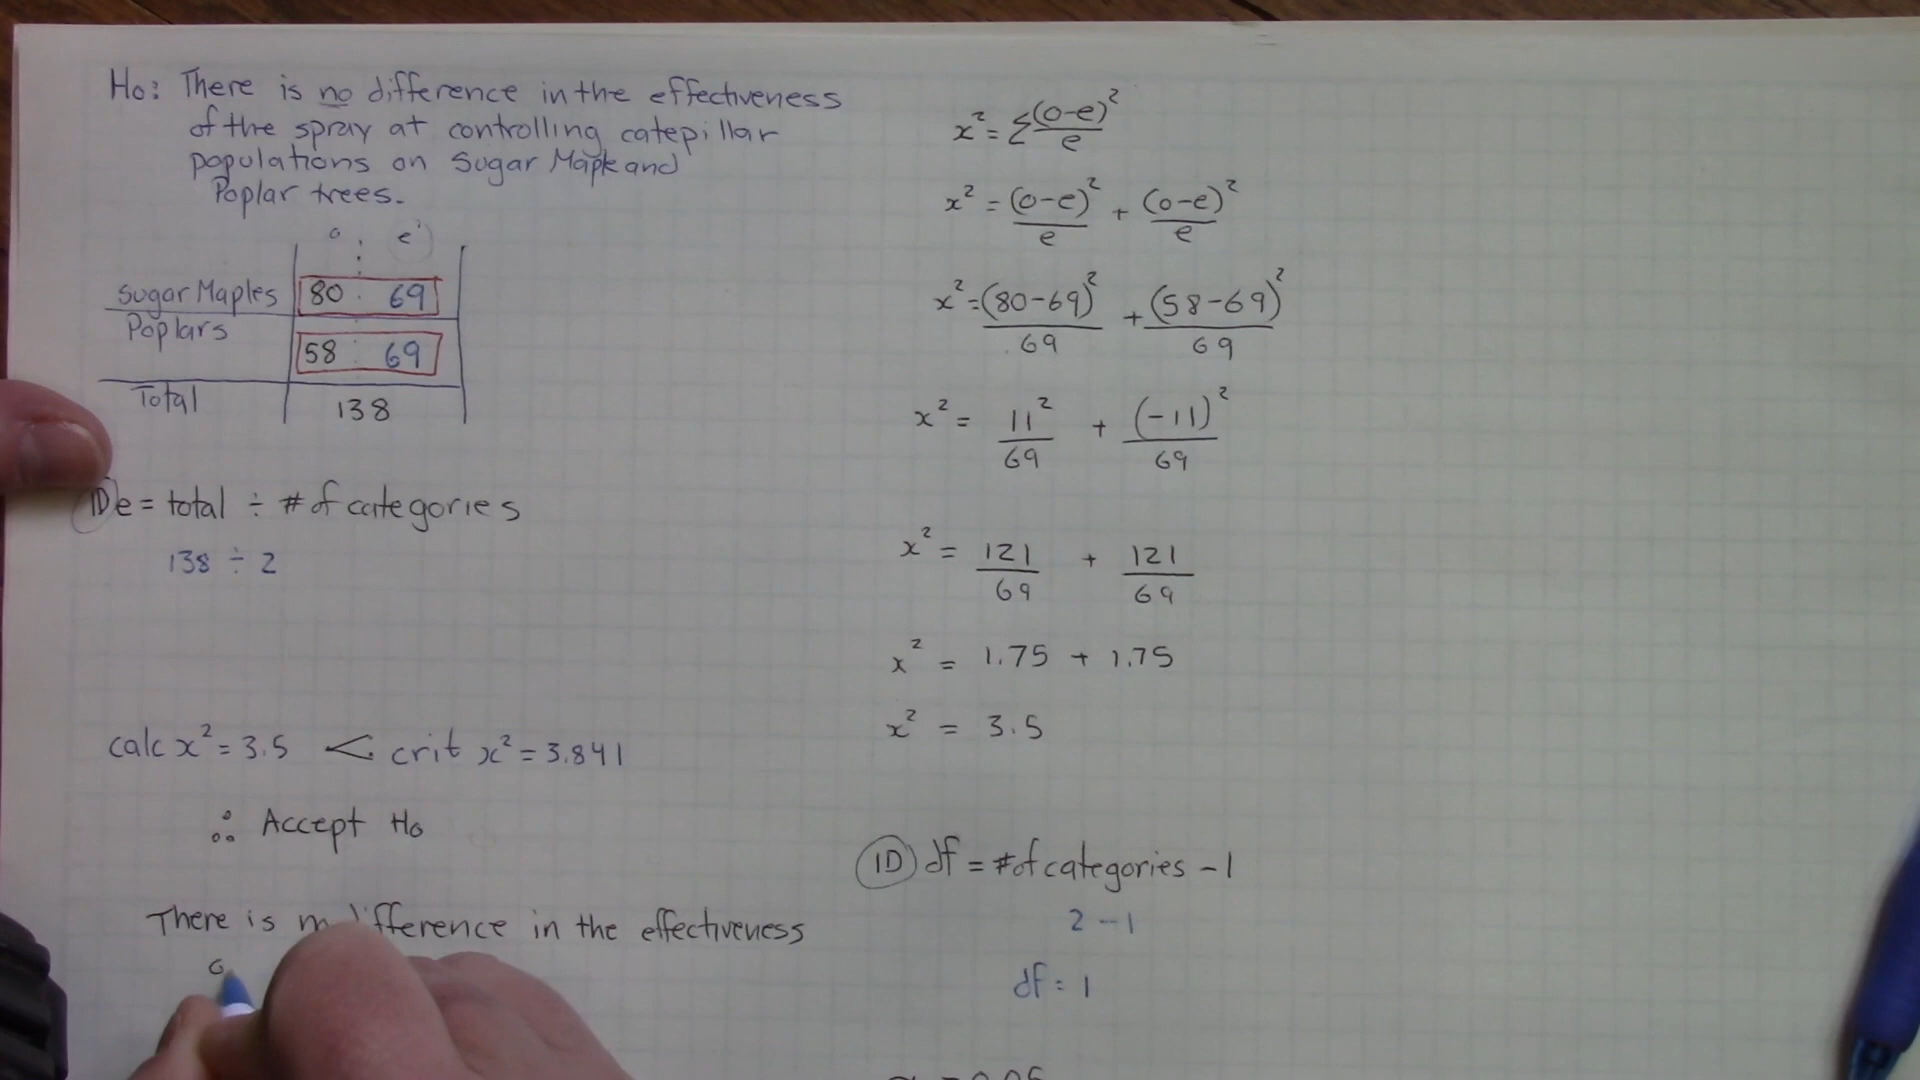 Ho: There is no difference in the effectiveness
of the spray at controlling catepillar
populations on Sugar Maple and
Poplar trees.
o e
Sugar Maples 80 69
Poplars 58 69
Total 138
1D e = total ÷ # of categories
138 ÷ 2
calc x² = 3.5 < crit x² = 3.841
∴ Accept Ho
There is difference in the effectiveness
x² = Σ(o-e)²/e
x² = (o-e)²/e + (o-e)²/e
x² = (80-69)²/69 + (58-69)²/69
x² = 11²/69 + (-11)²/69
x² = 121/69 + 121/69
x² = 1.75 + 1.75
x² = 3.5
1D df = # of categories - 1
2 - 1
df = 1